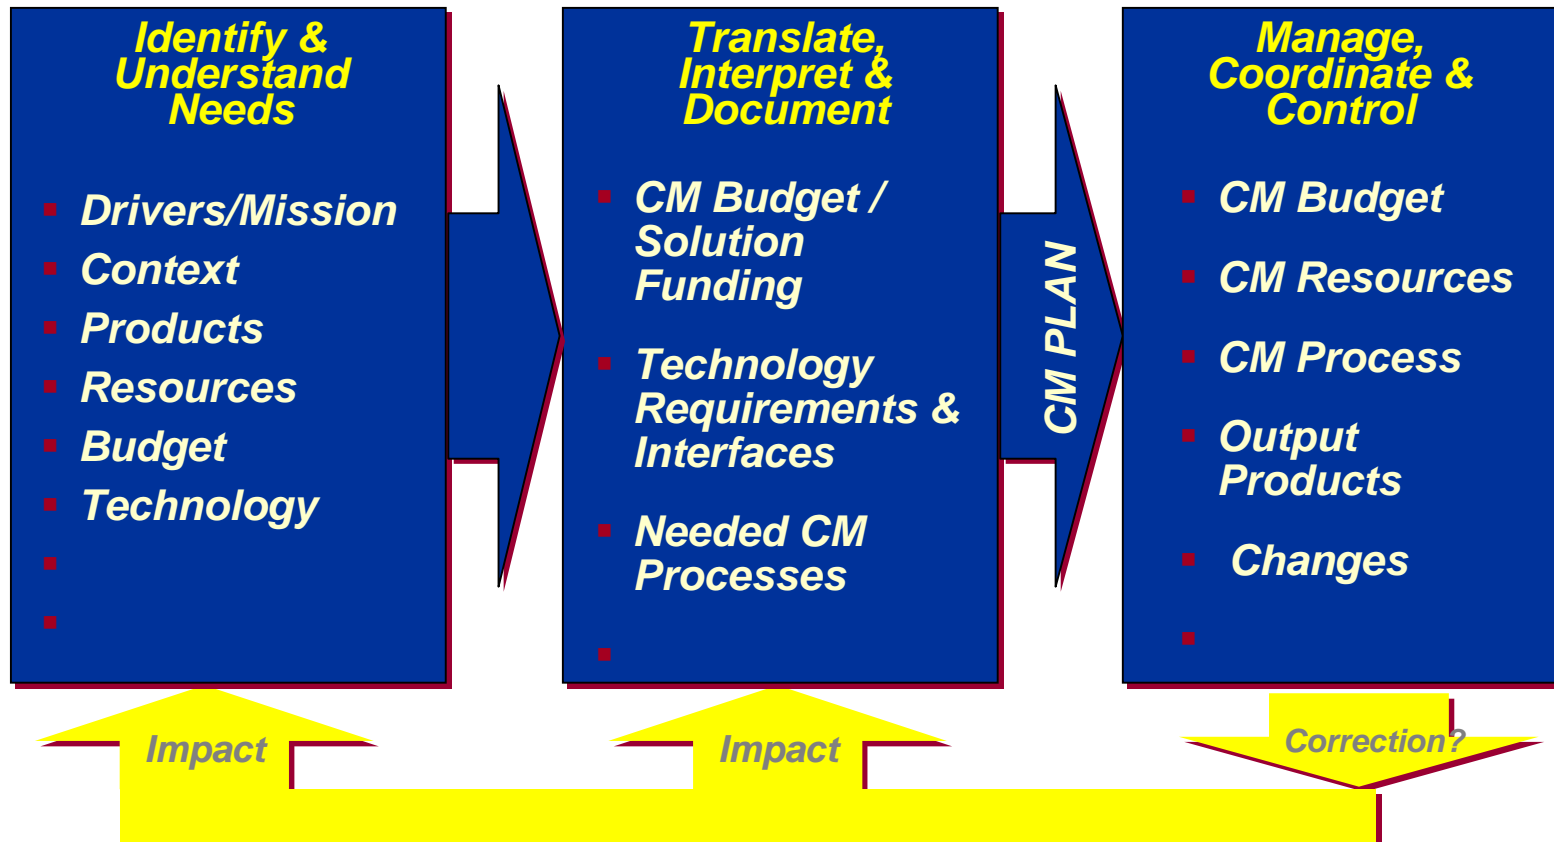 Identify &
Understand
Needs
Drivers/Mission
Context
Products
Resources
Budget
Technology
Translate,
Interpret &
Document
CM Budget /
Solution
Funding
Technology
Requirements &
Interfaces
Needed CM
Processes
CM PLAN
Manage,
Coordinate &
Control
CM Budget
CM Resources
CM Process
Output
Products
Changes
Impact
Impact
Correction?